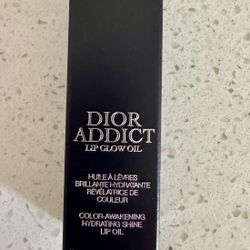 DIOR
ADDICT
LIP GLOW OIL
HUILE À LÈVRES
BRILLANTE HYDRATANTE
RÉVÉLATRICE DE
COULEUR
COLOR-AWAKENING
HYDRATING SHINE
LIP OIL